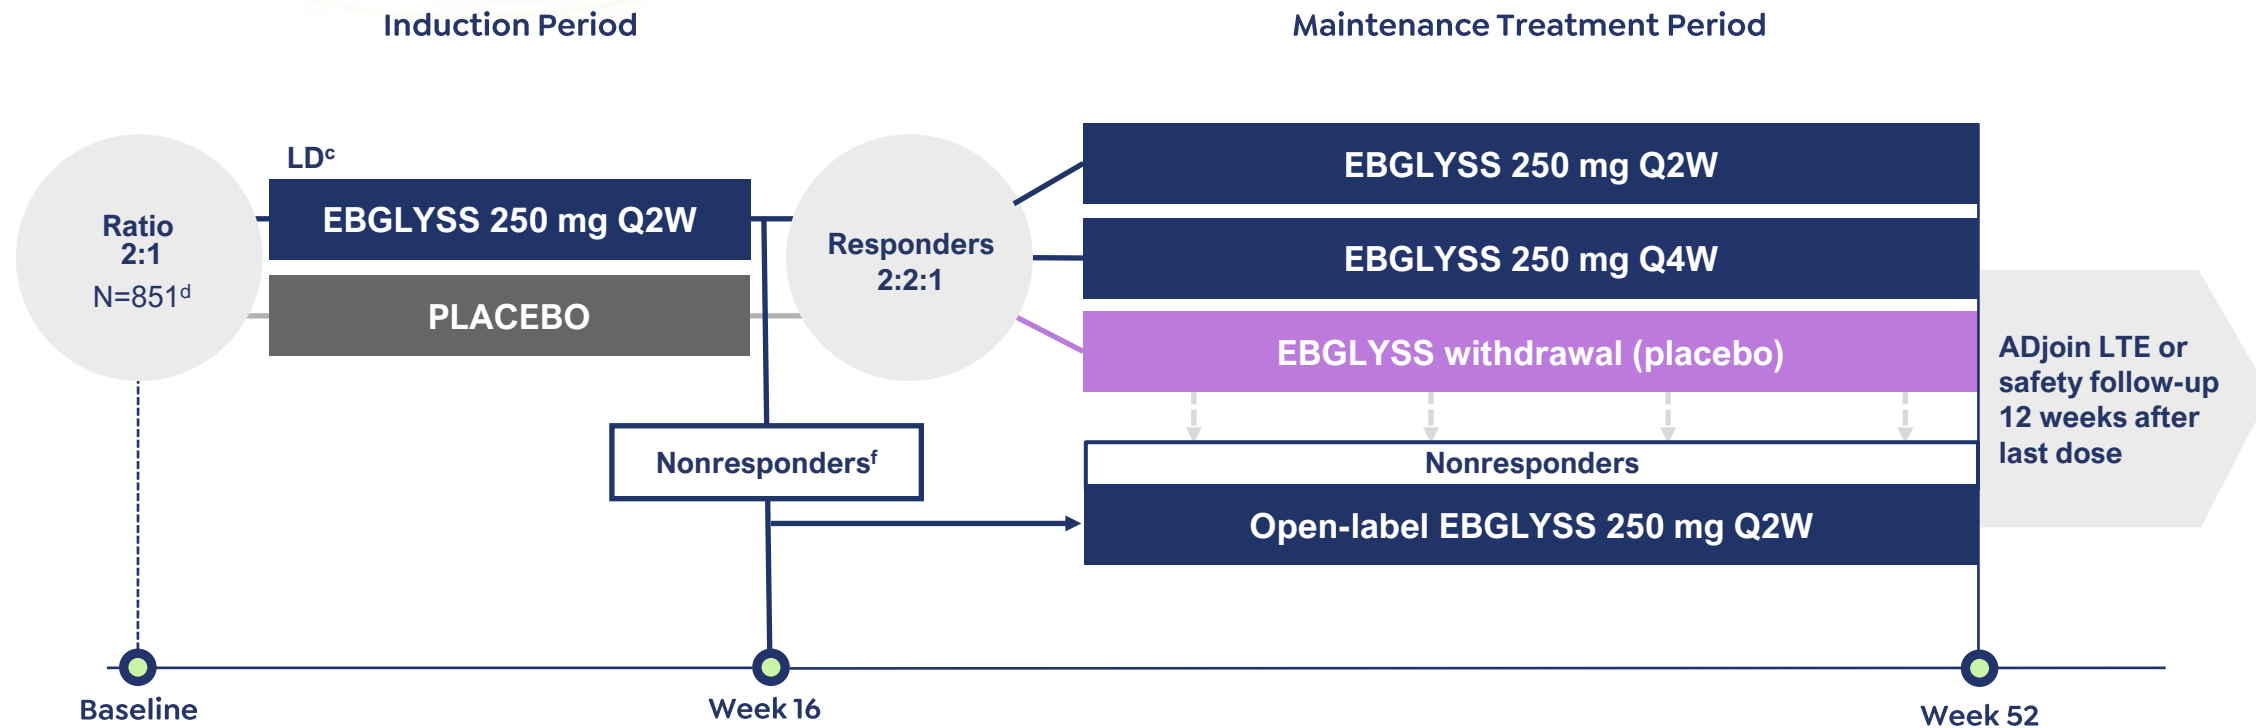 Induction Period
Maintenance Treatment Period
LDᶜ
Ratio
2:1
N=851ᵈ
EBGLYSS 250 mg Q2W
PLACEBO
Responders
2:2:1
EBGLYSS 250 mg Q2W
EBGLYSS 250 mg Q4W
EBGLYSS withdrawal (placebo)
Nonrespondersᶠ
Nonresponders
Open-label EBGLYSS 250 mg Q2W
ADjoin LTE or
safety follow-up
12 weeks after
last dose
Baseline
Week 16
Week 52